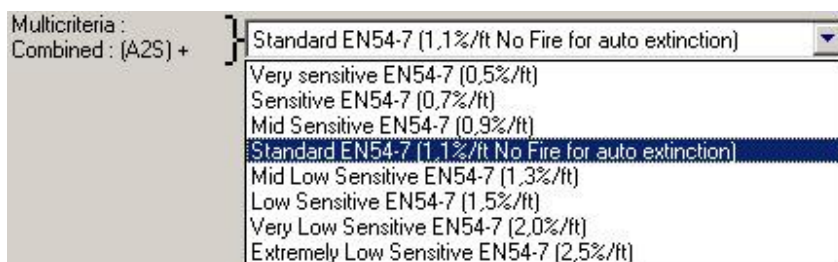 Multicriteria :
Combined : (A2S) +
Standard EN54-7 (1,1%/ft No Fire for auto extinction)
Very sensitive EN54-7 (0,5%/ft)
Sensitive EN54-7 (0,7%/ft)
Mid Sensitive EN54-7 (0,9%/ft)
Standard EN54-7 (1,1%/ft No Fire for auto extinction)
Mid Low Sensitive EN54-7 (1,3%/ft)
Low Sensitive EN54-7 (1,5%/ft)
Very Low Sensitive EN54-7 (2,0%/ft)
Extremely Low Sensitive EN54-7 (2,5%/ft)